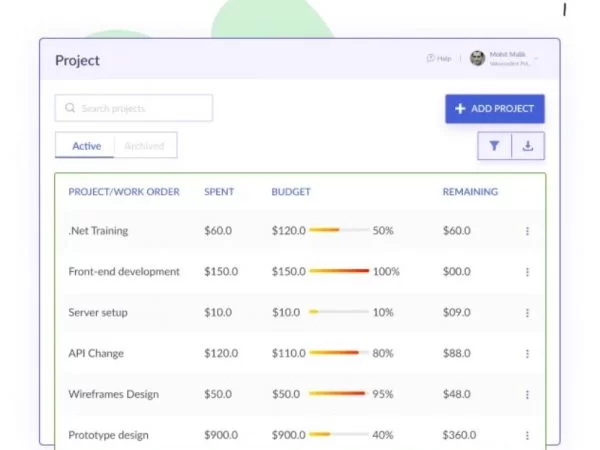 Project
Help
Mohit Malik
Search projects
+ ADD PROJECT
Active Archived
PROJECT/WORK ORDER SPENT BUDGET REMAINING
.Net Training $60.0 $120.0 50% $60.0
Front-end development $150.0 $150.0 100% $00.0
Server setup $10.0 $10.0 10% $09.0
API Change $120.0 $110.0 80% $88.0
Wireframes Design $50.0 $50.0 95% $48.0
Prototype design $900.0 $900.0 40% $360.0